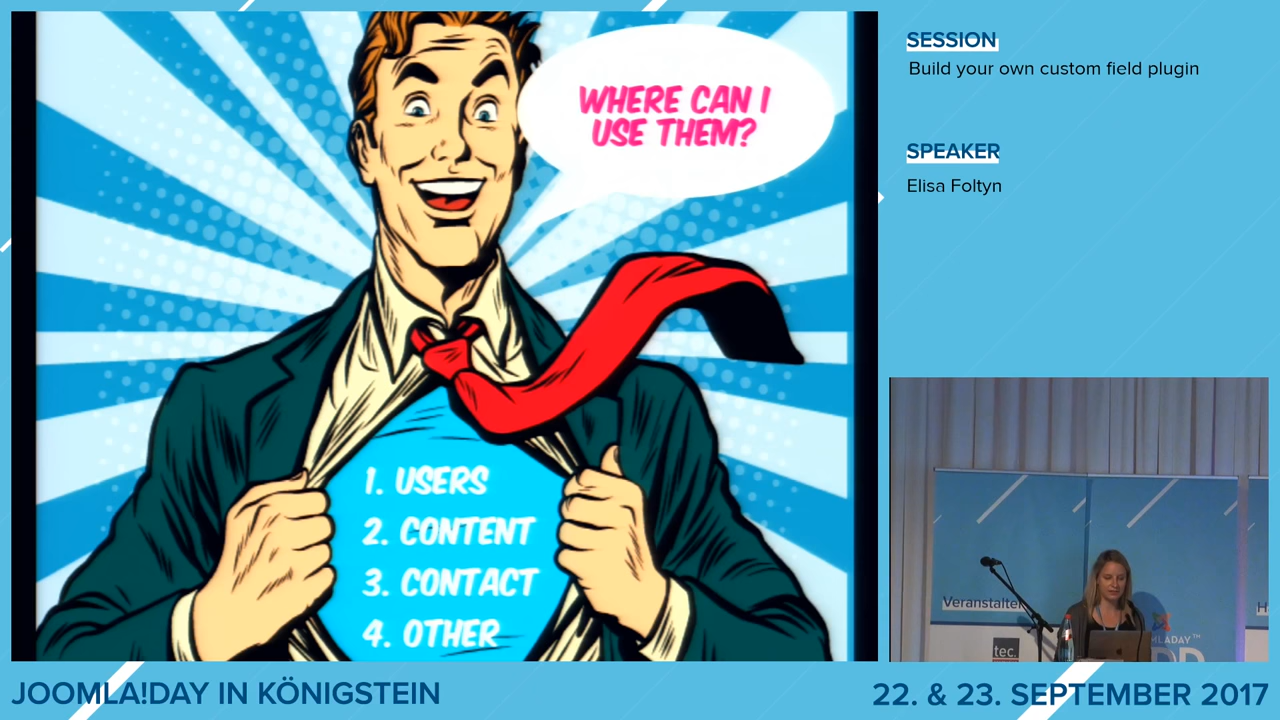 WHERE CAN I
USE THEM?
1. USERS
2. CONTENT
3. CONTACT
4. OTHER
SESSION
Build your own custom field plugin
SPEAKER
Elisa Foltyn
Veranstalter
tec.
MLADAY™
JOOMLA!DAY IN KÖNIGSTEIN
22. & 23. SEPTEMBER 2017